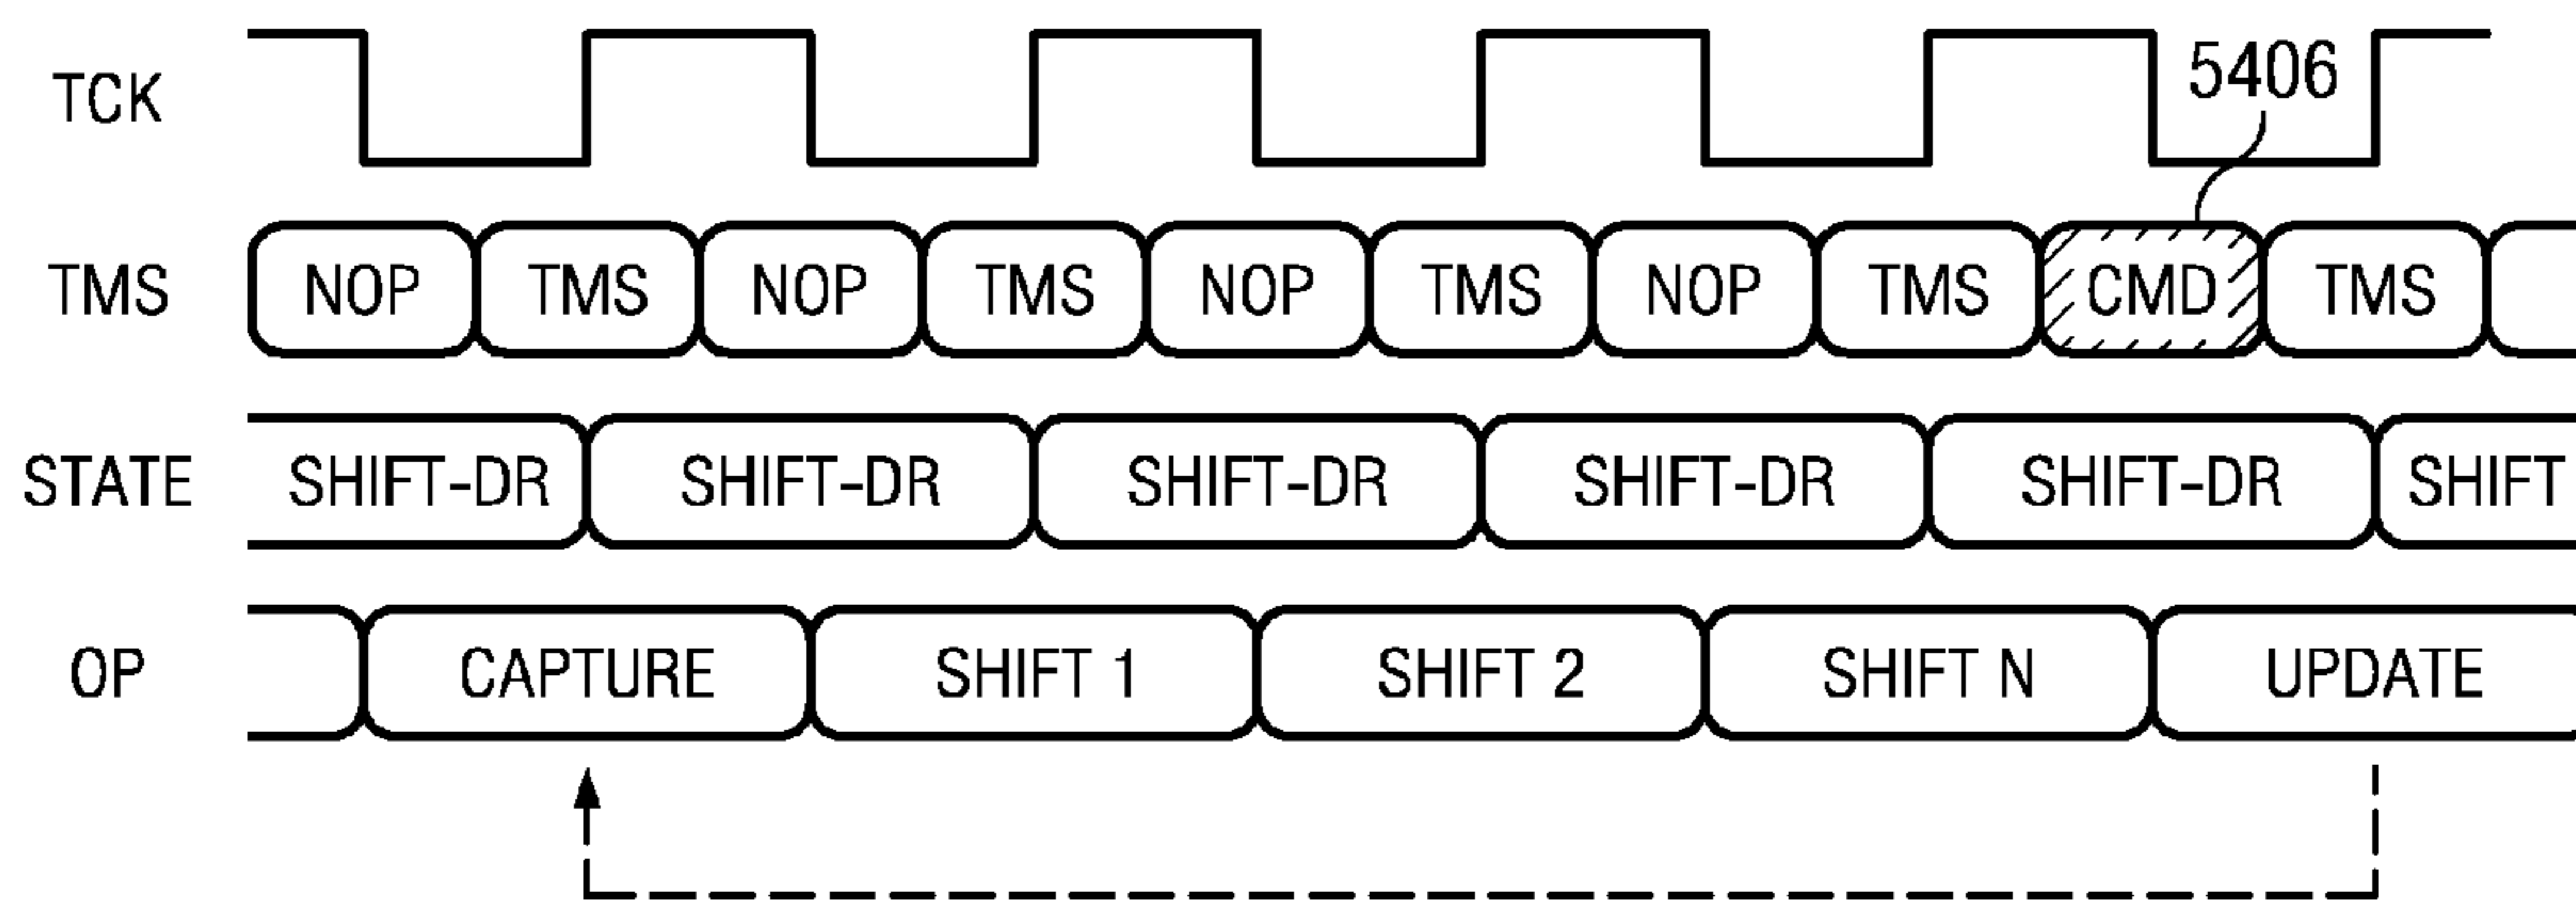 TCK 5406
TMS NOP TMS NOP TMS NOP TMS NOP TMS CMD TMS
STATE SHIFT-DR SHIFT-DR SHIFT-DR SHIFT-DR SHIFT-DR SHIFT
OP CAPTURE SHIFT 1 SHIFT 2 SHIFT N UPDATE